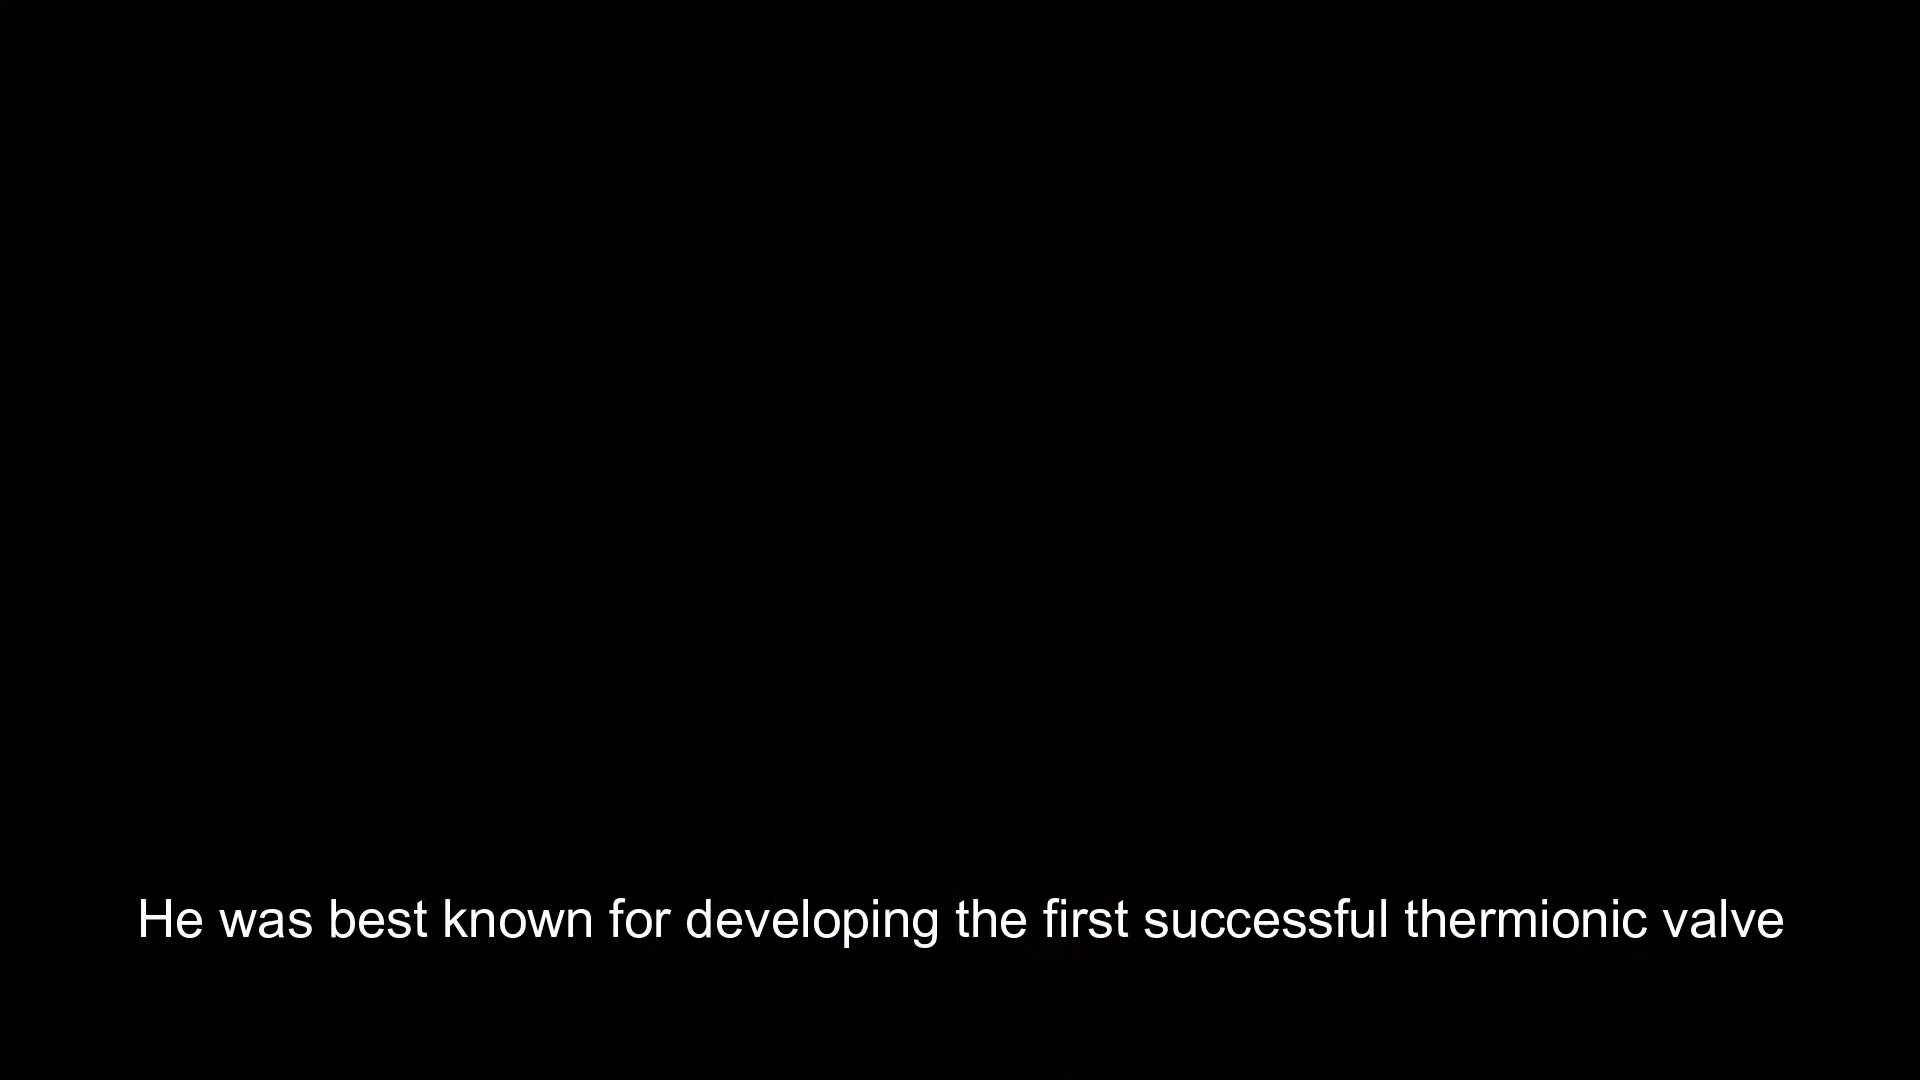 He was best known for developing the first successful thermionic valve